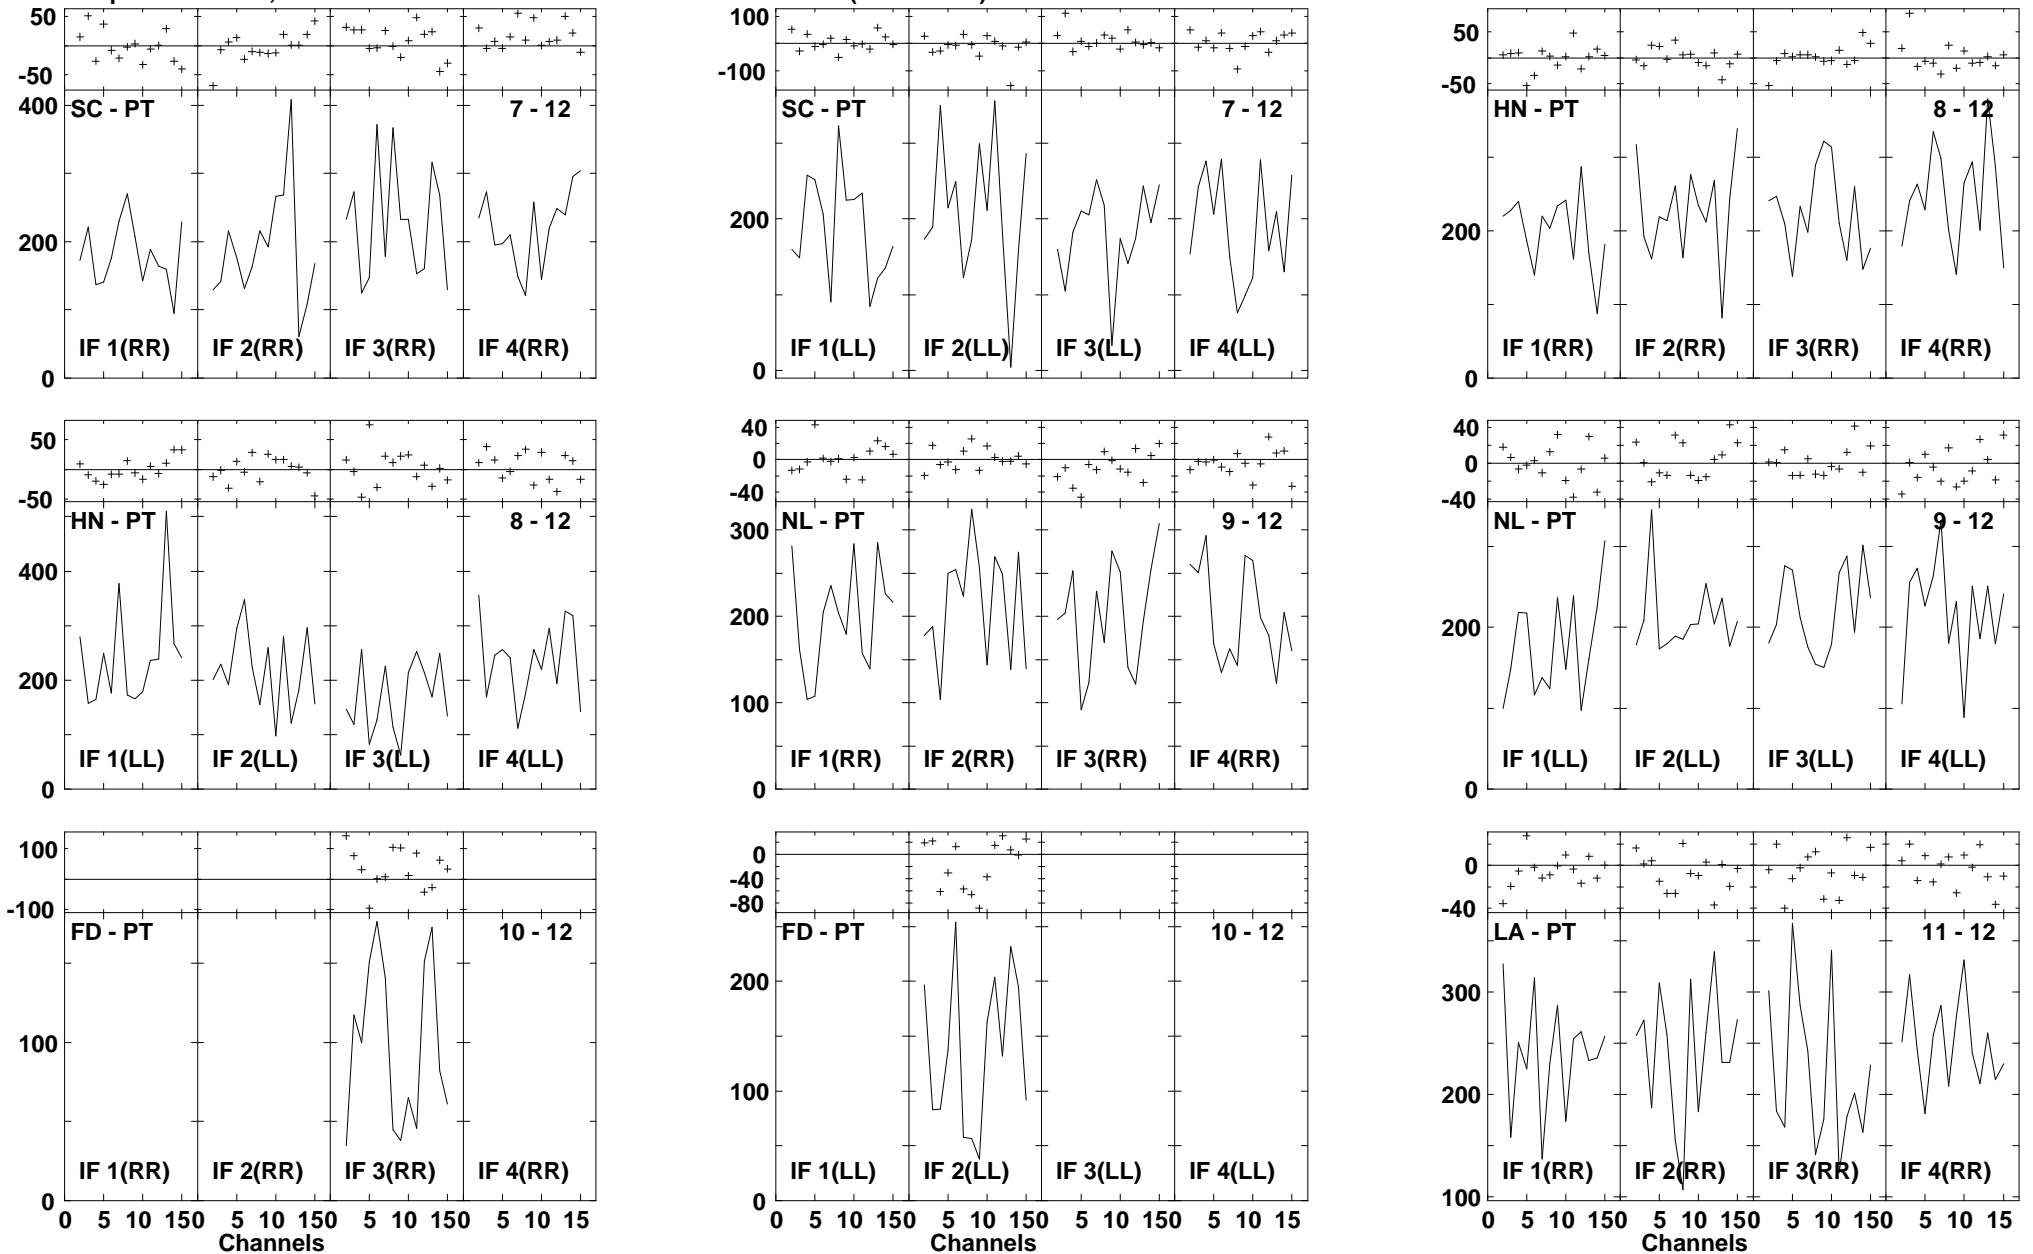 50
-50
400
SC - PT
7 - 12
200
IF 1(RR)
IF 2(RR)
IF 3(RR)
IF 4(RR)
0
100
-100
SC - PT
7 - 12
200
IF 1(LL)
IF 2(LL)
IF 3(LL)
IF 4(LL)
0
50
-50
HN - PT
8 - 12
200
IF 1(RR)
IF 2(RR)
IF 3(RR)
IF 4(RR)
0
50
-50
HN - PT
8 - 12
400
200
IF 1(LL)
IF 2(LL)
IF 3(LL)
IF 4(LL)
0
40
0
-40
NL - PT
9 - 12
300
200
100
IF 1(RR)
IF 2(RR)
IF 3(RR)
IF 4(RR)
0
40
0
-40
NL - PT
9 - 12
200
IF 1(LL)
IF 2(LL)
IF 3(LL)
IF 4(LL)
0
100
-100
FD - PT
10 - 12
100
IF 1(RR)
IF 2(RR)
IF 3(RR)
IF 4(RR)
0
0 5 10 150 5 10 150 5 10 150 5 10 15
Channels
0
-40
-80
FD - PT
10 - 12
200
100
IF 1(LL)
IF 2(LL)
IF 3(LL)
IF 4(LL)
0
0 5 10 150 5 10 150 5 10 150 5 10 15
Channels
0
-40
LA - PT
11 - 12
300
200
IF 1(RR)
IF 2(RR)
IF 3(RR)
IF 4(RR)
100
0 5 10 150 5 10 150 5 10 150 5 10 15
Channels